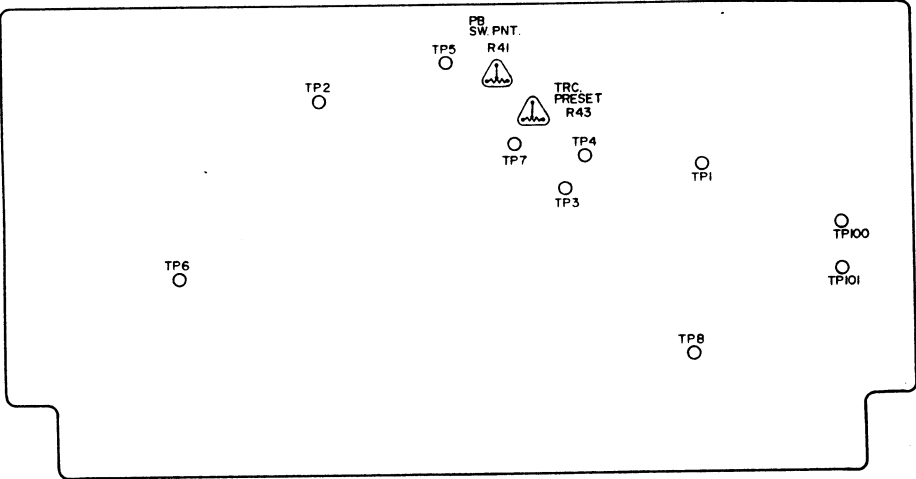 PB
SW. PNT.
R41
TP5
TP2
TRC.
PRESET
R43
TP7
TP4
TP1
TP3
TP100
TP6
TP101
TP8